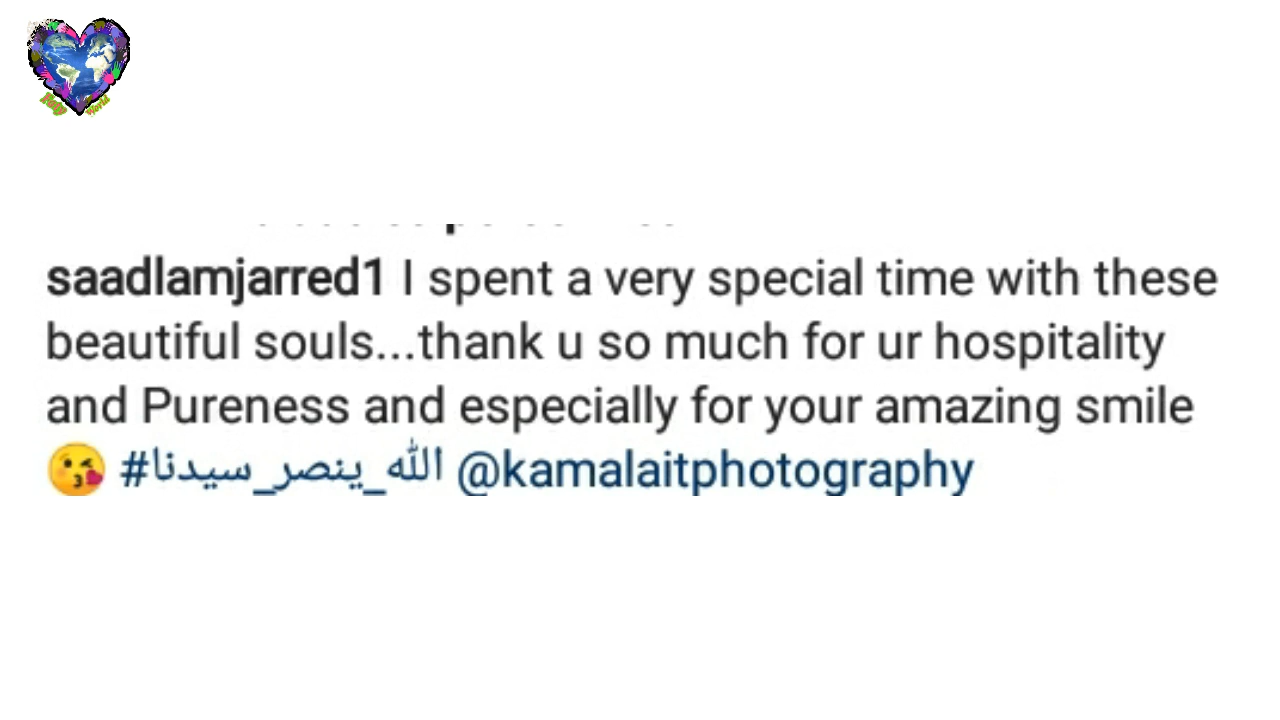 saadlamjarred1 I spent a very special time with these
beautiful souls...thank u so much for ur hospitality
and Pureness and especially for your amazing smile
😘 #الله_ينصر_سيدنا @kamalaitphotography
World